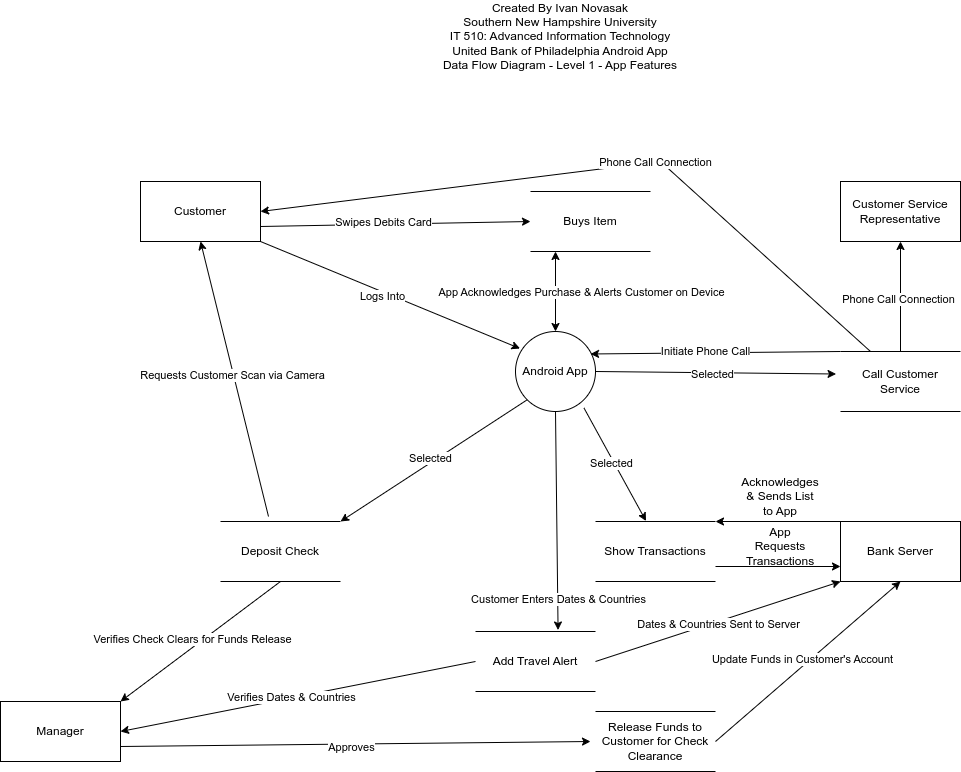 Created By Ivan Novasak
Southern New Hampshire University
IT 510: Advanced Information Technology
United Bank of Philadelphia Android App
Data Flow Diagram - Level 1 - App Features
Phone Call Connection
Customer
Swipes Debits Card
Buys Item
Customer Service
Representative
Logs Into
App Acknowledges Purchase & Alerts Customer on Device
Phone Call Connection
Requests Customer Scan via Camera
Android App
Initiate Phone Call
Selected
Call Customer
Service
Selected
Selected
Acknowledges
& Sends List
to App
Deposit Check
Show Transactions
App
Requests
Transactions
Bank Server
Customer Enters Dates & Countries
Verifies Check Clears for Funds Release
Dates & Countries Sent to Server
Add Travel Alert
Update Funds in Customer's Account
Verifies Dates & Countries
Manager
Approves
Release Funds to
Customer for Check
Clearance